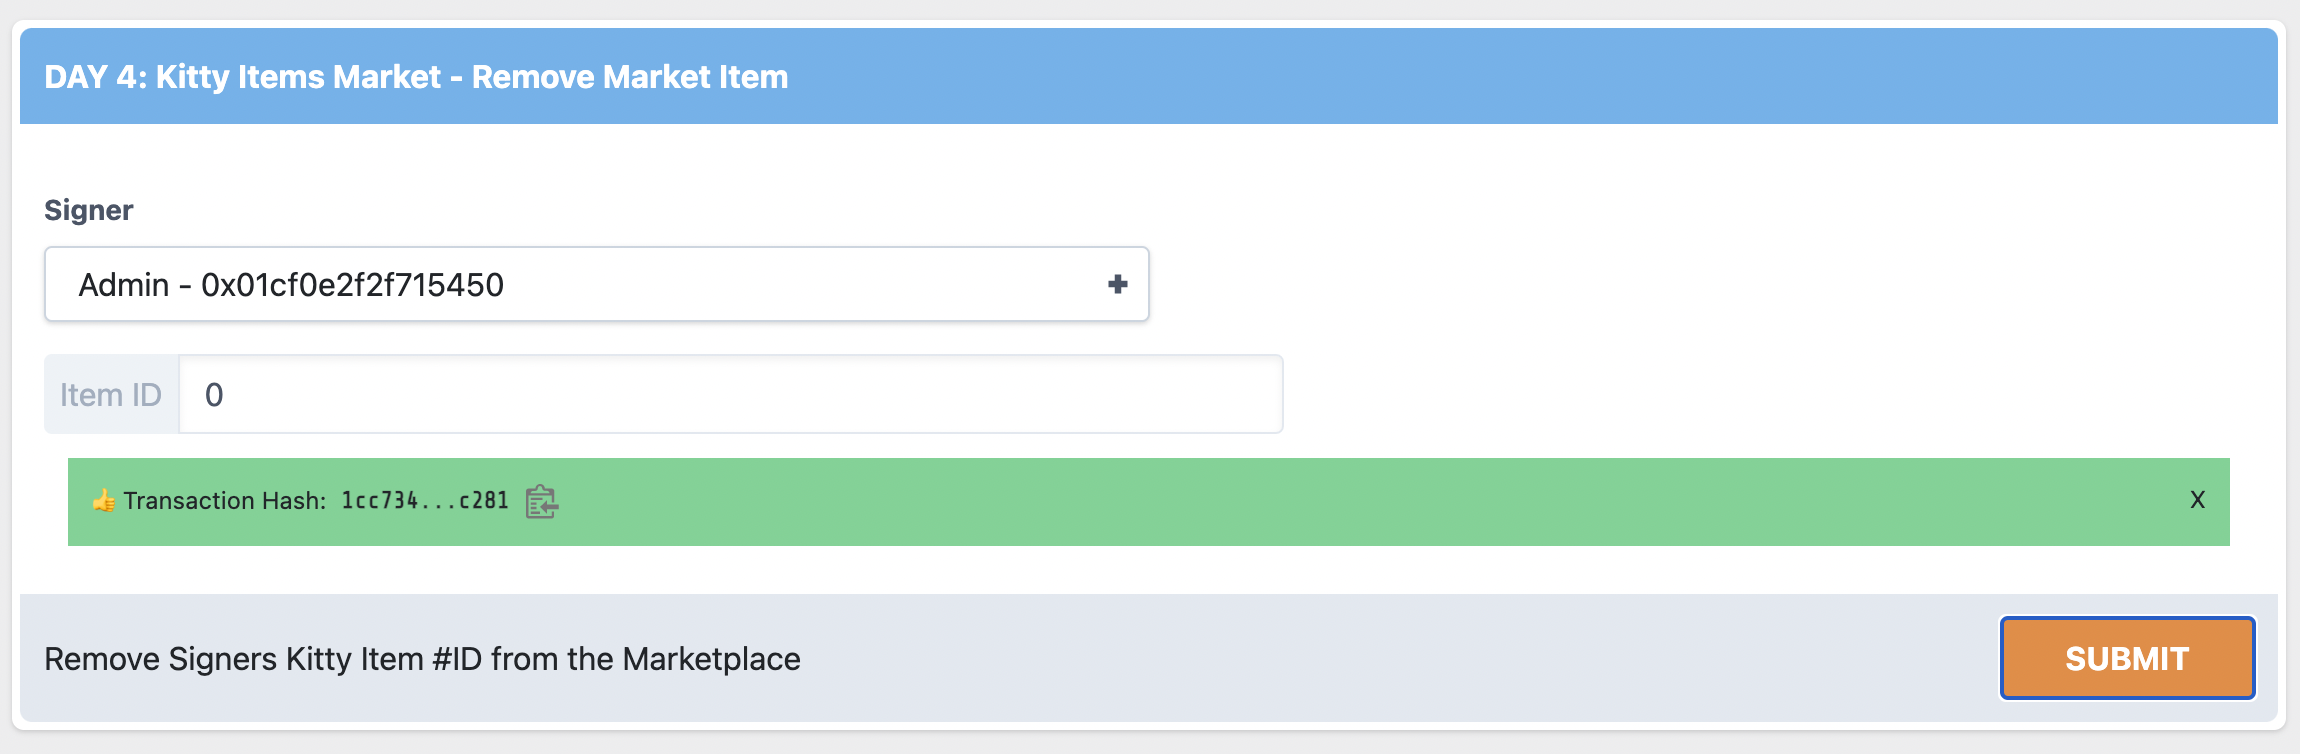 DAY 4: Kitty Items Market - Remove Market Item
Signer
Admin - 0x01cf0e2f2f715450
Item ID 0
👍 Transaction Hash: 1cc734...c281 X
Remove Signers Kitty Item #ID from the Marketplace SUBMIT